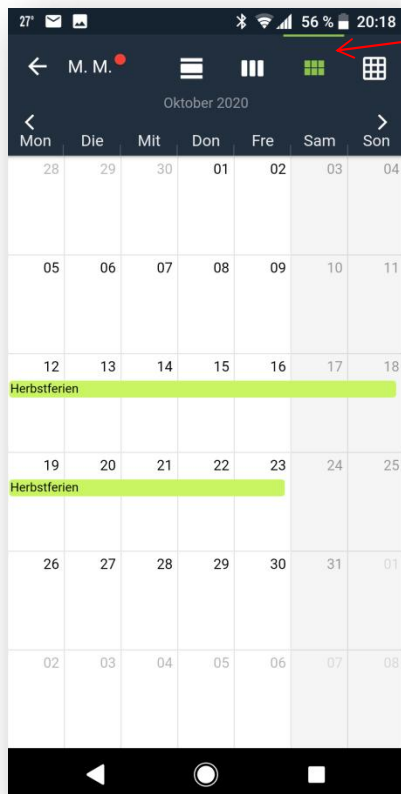 27° 56 % 20:18
M. M.
Oktober 2020
Mon Die Mit Don Fre Sam Son
28 29 30 01 02 03 04
05 06 07 08 09 10 11
12 13 14 15 16 17 18
Herbstferien
19 20 21 22 23 24 25
Herbstferien
26 27 28 29 30 31 01
02 03 04 05 06 07 08